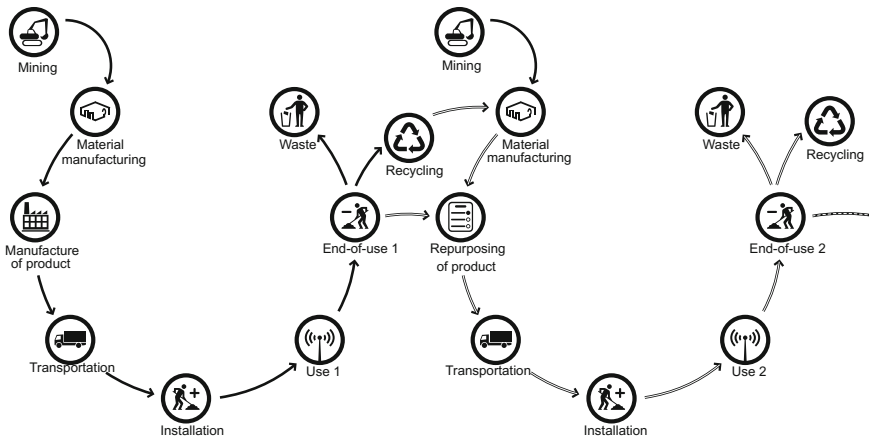 Mining
Material
manufacturing
Manufacture
of product
Transportation
Installation
Use 1
End-of-use 1
Waste
Recycling
Mining
Material
manufacturing
Repurposing
of product
Transportation
Installation
Use 2
End-of-use 2
Waste
Recycling